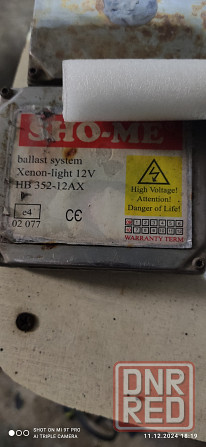 SHO-ME
ballast system
Xenon-light 12V
HB 352-12AX
High Voltage!
Attention!
Danger of Life!
e4
02 077
CE
WARRANTY TERM
DNR
RED
SHOT ON MI 9T PRO
AI TRIPLE CAMERA
11.12.2024 18:19